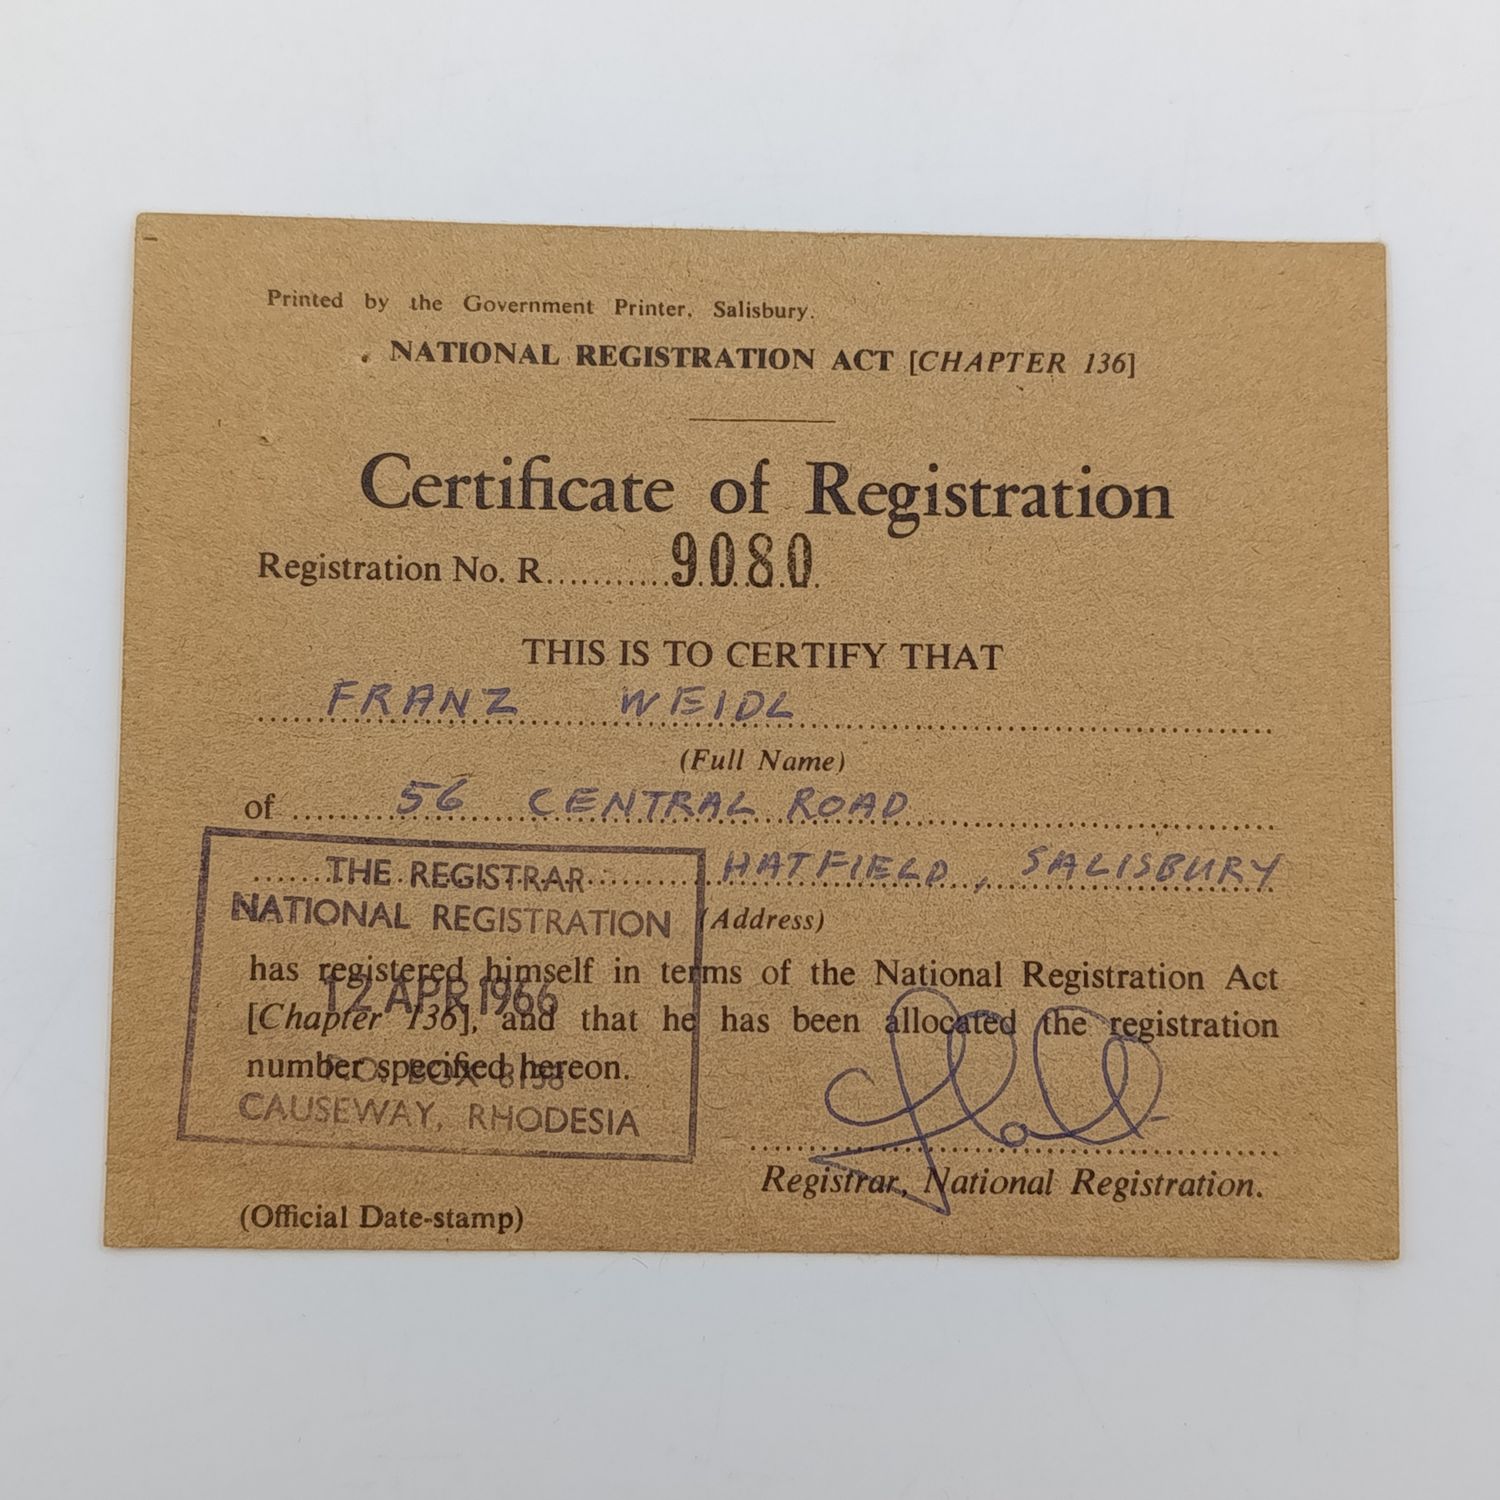 Printed by the Government Printer, Salisbury.
NATIONAL REGISTRATION ACT [CHAPTER 136]
Certificate of Registration
Registration No. R...........9080
THIS IS TO CERTIFY THAT
FRANZ WEIDL
(Full Name)
of 56 CENTRAL ROAD
HATFIELD, SALISBURY
(Address)
has registered himself in terms of the National Registration Act
[Chapter 136], and that he has been allocated the registration
number specified hereon.
THE REGISTRAR
NATIONAL REGISTRATION
12 APR 1966
P.O. BOX
CAUSEWAY, RHODESIA
Registrar, National Registration.
(Official Date-stamp)